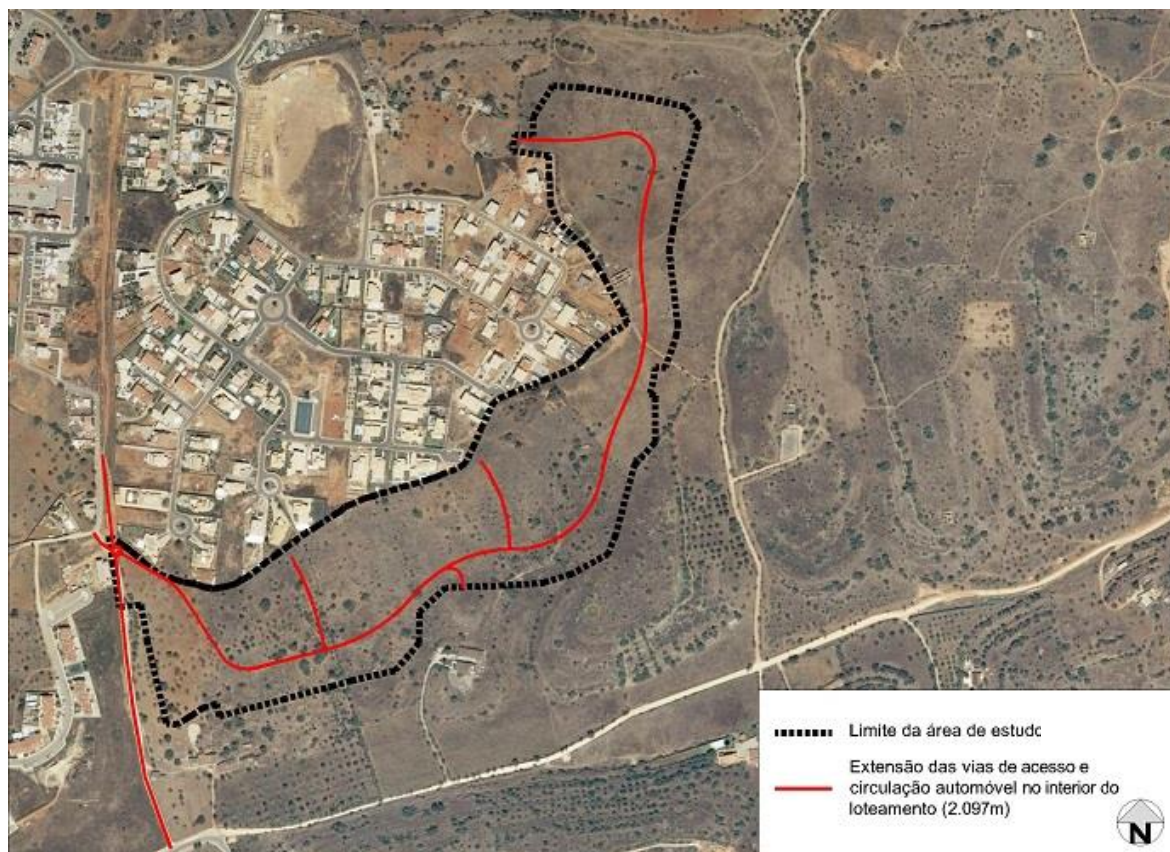 Limite da área de estudo
Extensão das vias de acesso e
circulação automóvel no interior do
loteamento (2.097m)
N